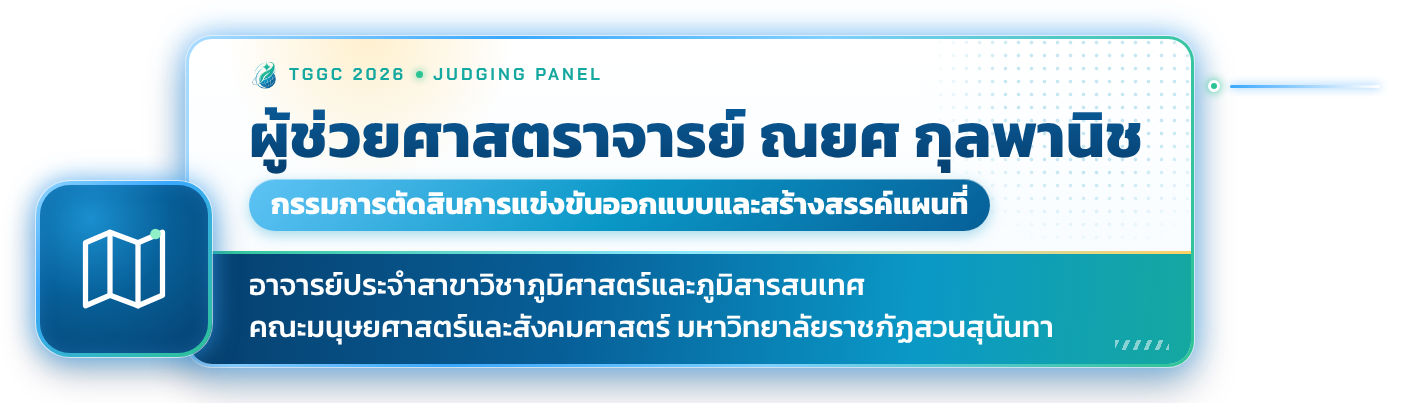 TGGC 2026 • JUDGING PANEL
ผู้ช่วยศาสตราจารย์ ณยศ กุลพานิช
กรรมการตัดสินการแข่งขันออกแบบและสร้างสรรค์แผนที่
อาจารย์ประจำสาขาวิชาภูมิศาสตร์และภูมิสารสนเทศ
คณะมนุษยศาสตร์และสังคมศาสตร์ มหาวิทยาลัยราชภัฏสวนสุนันทา